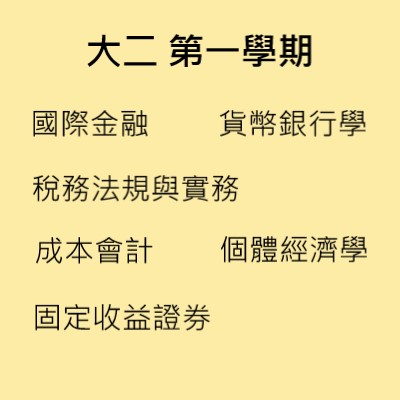 大二 第一學期
國際金融 貨幣銀行學
稅務法規與實務
成本會計 個體經濟學
固定收益證券